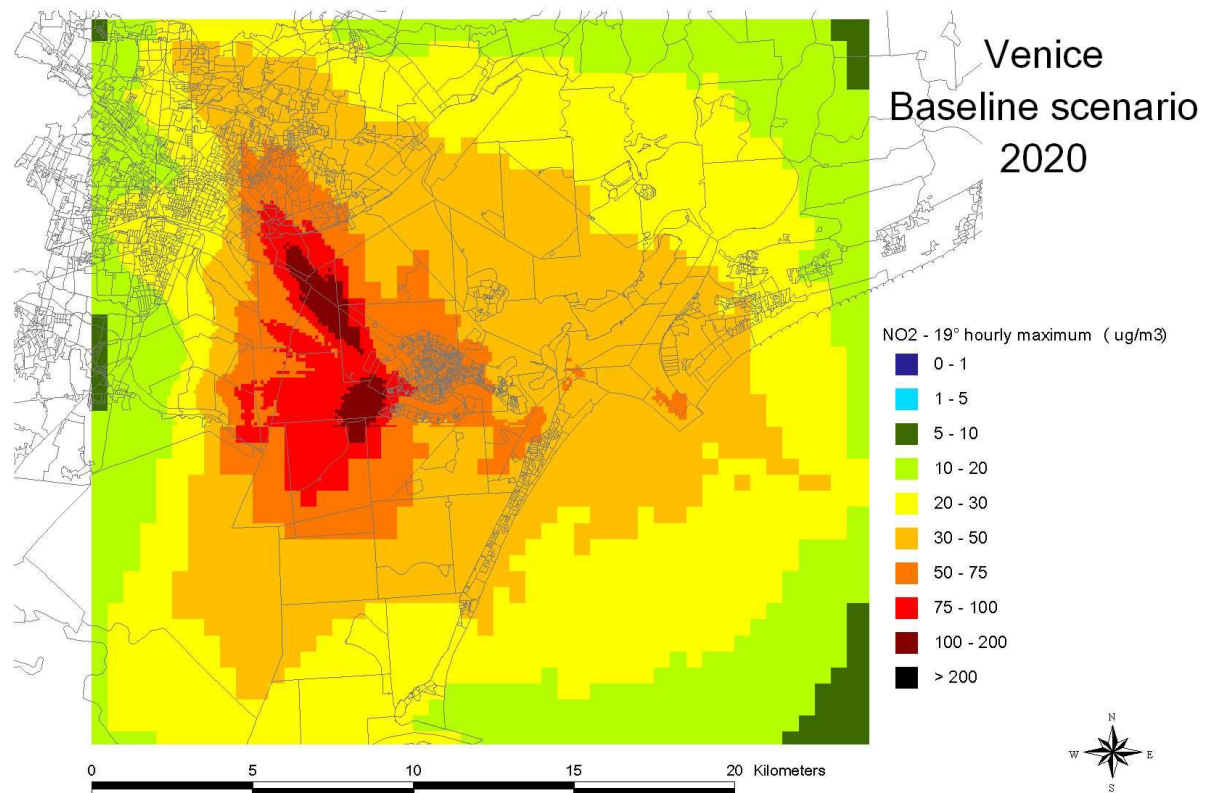 Venice
Baseline scenario
2020
NO2 - 19° hourly maximum ( ug/m3)
0 - 1
1 - 5
5 - 10
10 - 20
20 - 30
30 - 50
50 - 75
75 - 100
100 - 200
> 200
N
W E
S
0 5 10 15 20 Kilometers